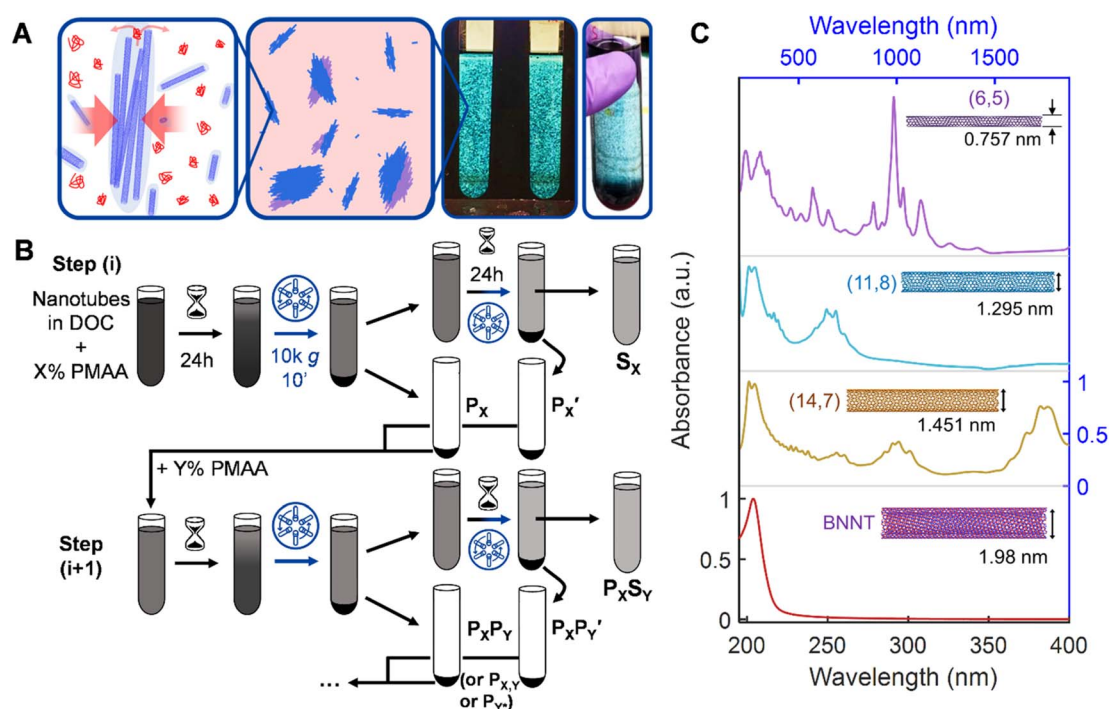 A
B
Step (i)
Nanotubes
in DOC
+
X% PMAA
24h
10k g
10'
24h
S_X
P_X
P_X'
+ Y% PMAA
Step
(i+1)
P_XS_Y
P_XP_Y
P_XP_Y'
(or P_X,Y
or P_Y*)
...
C
Wavelength (nm)
500
1000
1500
(6,5)
0.757 nm
(11,8)
1.295 nm
(14,7)
1.451 nm
1
0.5
0
BNNT
1.98 nm
Absorbance (a.u.)
1
0.5
0
200
250
300
350
400
Wavelength (nm)